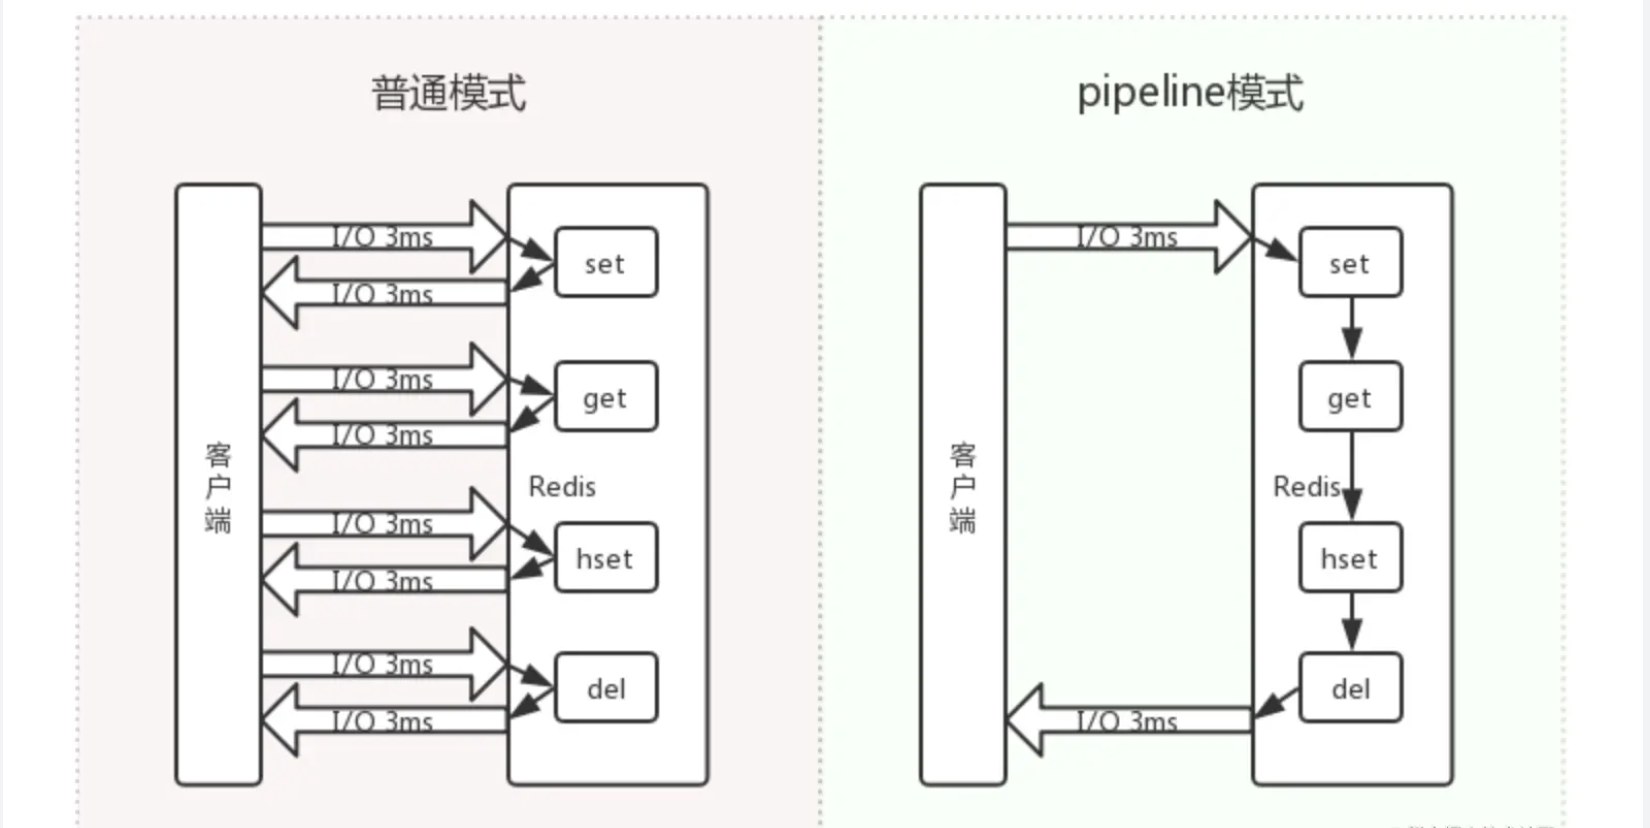 普通模式
I/O 3ms
set
I/O 3ms
I/O 3ms
get
I/O 3ms
客户端
Redis
I/O 3ms
hset
I/O 3ms
I/O 3ms
del
I/O 3ms
pipeline模式
I/O 3ms
set
get
客户端
Redis
hset
del
I/O 3ms